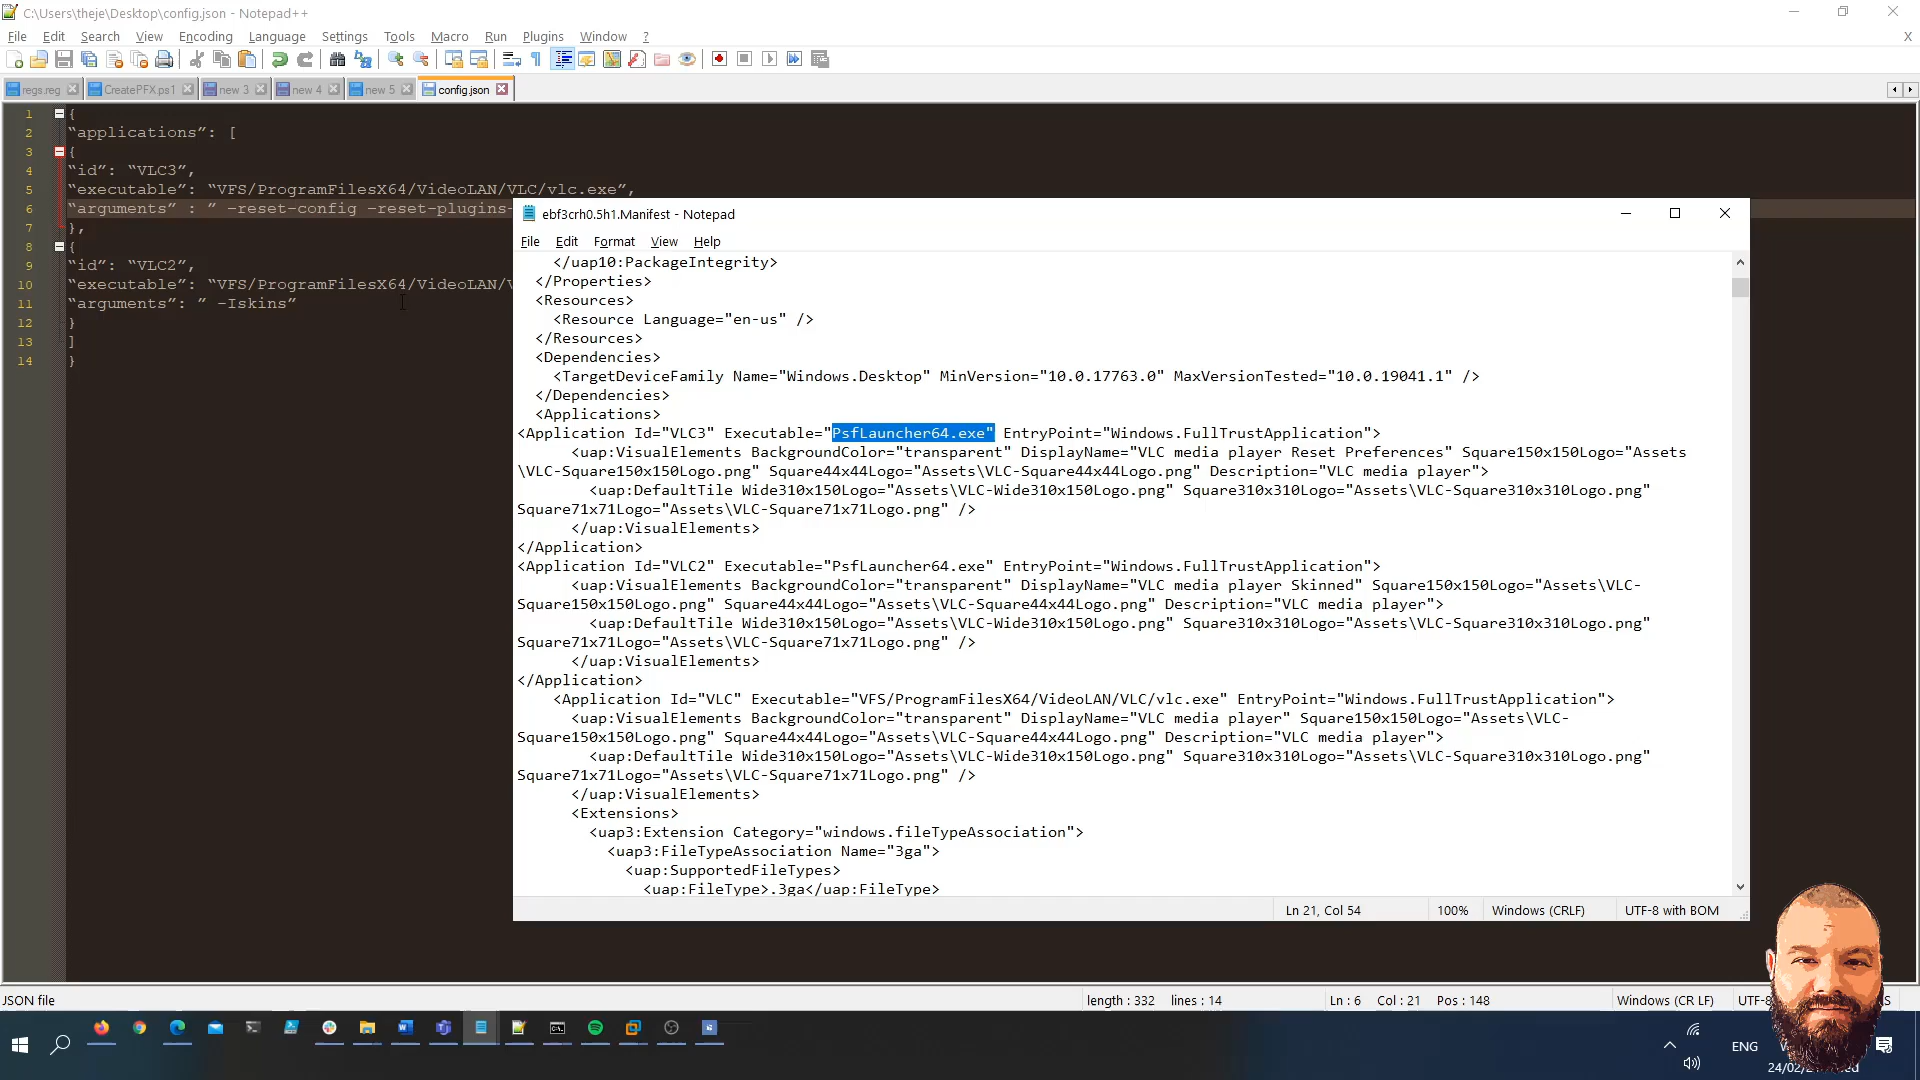 C:\Users\theje\Desktop\config.json - Notepad++
File Edit Search View Encoding Language Settings Tools Macro Run Plugins Window ? X
regs.reg CreatePFX.ps1 new 3 new 4 new 5 config.json
1 {
2 “applications”: [
3 {
4 “id”: “VLC3”,
5 “executable”: “VFS/ProgramFilesX64/VideoLAN/VLC/vlc.exe”,
6 “arguments” : ” –reset-config –reset-plugins-
7 },
8 {
9 “id”: “VLC2”,
10 “executable”: “VFS/ProgramFilesX64/VideoLAN/V
11 “arguments”: ” –Iskins”
12 }
13 ]
14 }
ebf3crh0.5h1.Manifest - Notepad
File Edit Format View Help
</uap10:PackageIntegrity>
</Properties>
<Resources>
<Resource Language="en-us" />
</Resources>
<Dependencies>
<TargetDeviceFamily Name="Windows.Desktop" MinVersion="10.0.17763.0" MaxVersionTested="10.0.19041.1" />
</Dependencies>
<Applications>
<Application Id="VLC3" Executable="PsfLauncher64.exe" EntryPoint="Windows.FullTrustApplication">
<uap:VisualElements BackgroundColor="transparent" DisplayName="VLC media player Reset Preferences" Square150x150Logo="Assets
\VLC-Square150x150Logo.png" Square44x44Logo="Assets\VLC-Square44x44Logo.png" Description="VLC media player">
<uap:DefaultTile Wide310x150Logo="Assets\VLC-Wide310x150Logo.png" Square310x310Logo="Assets\VLC-Square310x310Logo.png"
Square71x71Logo="Assets\VLC-Square71x71Logo.png" />
</uap:VisualElements>
</Application>
<Application Id="VLC2" Executable="PsfLauncher64.exe" EntryPoint="Windows.FullTrustApplication">
<uap:VisualElements BackgroundColor="transparent" DisplayName="VLC media player Skinned" Square150x150Logo="Assets\VLC-
Square150x150Logo.png" Square44x44Logo="Assets\VLC-Square44x44Logo.png" Description="VLC media player">
<uap:DefaultTile Wide310x150Logo="Assets\VLC-Wide310x150Logo.png" Square310x310Logo="Assets\VLC-Square310x310Logo.png"
Square71x71Logo="Assets\VLC-Square71x71Logo.png" />
</uap:VisualElements>
</Application>
<Application Id="VLC" Executable="VFS/ProgramFilesX64/VideoLAN/VLC/vlc.exe" EntryPoint="Windows.FullTrustApplication">
<uap:VisualElements BackgroundColor="transparent" DisplayName="VLC media player" Square150x150Logo="Assets\VLC-
Square150x150Logo.png" Square44x44Logo="Assets\VLC-Square44x44Logo.png" Description="VLC media player">
<uap:DefaultTile Wide310x150Logo="Assets\VLC-Wide310x150Logo.png" Square310x310Logo="Assets\VLC-Square310x310Logo.png"
Square71x71Logo="Assets\VLC-Square71x71Logo.png" />
</uap:VisualElements>
<Extensions>
<uap3:Extension Category="windows.fileTypeAssociation">
<uap3:FileTypeAssociation Name="3ga">
<uap:SupportedFileTypes>
<uap:FileType>.3ga</uap:FileType>
Ln 21, Col 54 100% Windows (CRLF) UTF-8 with BOM
JSON file length : 332 lines : 14 Ln : 6 Col : 21 Pos : 148 Windows (CR LF) UTF-8
ENG
24/02/